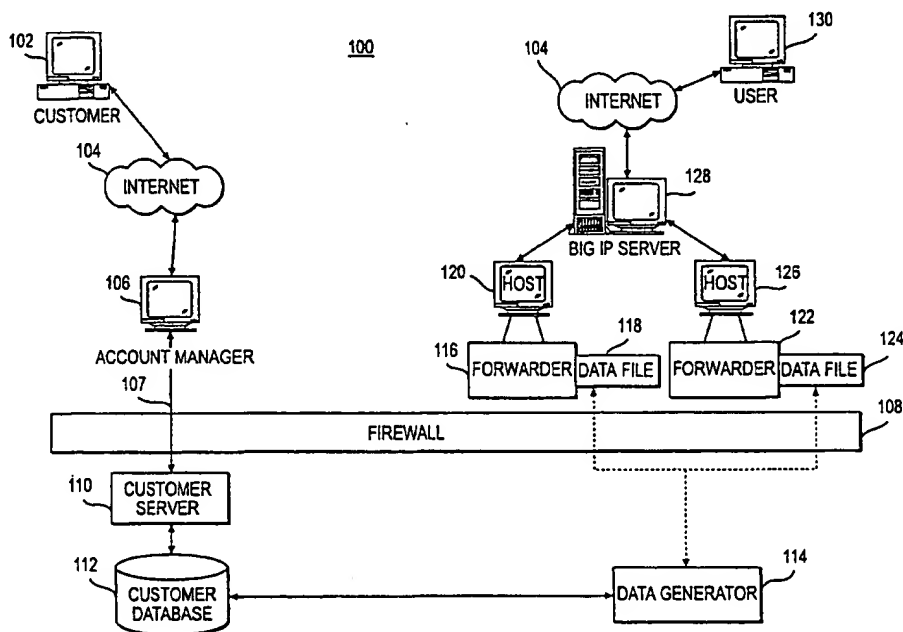 102
CUSTOMER
104
INTERNET
106
ACCOUNT MANAGER
107
100
130
USER
104
INTERNET
128
BIG IP SERVER
120
HOST
126
HOST
116
FORWARDER
118
DATA FILE
122
FORWARDER
124
DATA FILE
FIREWALL
108
110
CUSTOMER
SERVER
112
CUSTOMER
DATABASE
114
DATA GENERATOR